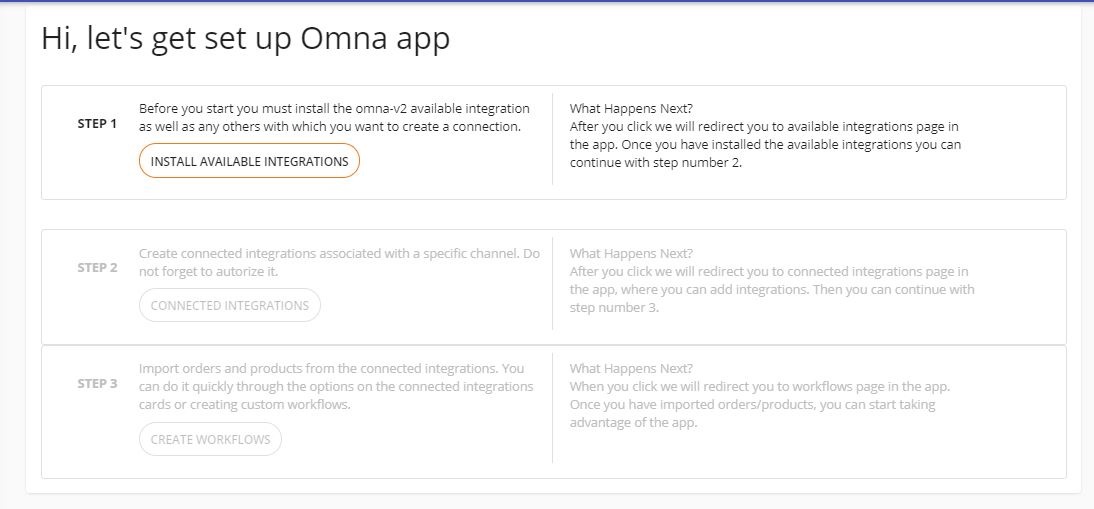 Hi, let's get set up Omna app
STEP 1
Before you start you must install the omna-v2 available integration
as well as any others with which you want to create a connection.
INSTALL AVAILABLE INTEGRATIONS
What Happens Next?
After you click we will redirect you to available integrations page in
the app. Once you have installed the available integrations you can
continue with step number 2.
STEP 2
Create connected integrations associated with a specific channel. Do
not forget to autorize it.
CONNECTED INTEGRATIONS
What Happens Next?
After you click we will redirect you to connected integrations page in
the app, where you can add integrations. Then you can continue with
step number 3.
STEP 3
Import orders and products from the connected integrations. You
can do it quickly through the options on the connected integrations
cards or creating custom workflows.
CREATE WORKFLOWS
What Happens Next?
When you click we will redirect you to workflows page in the app.
Once you have imported orders/products, you can start taking
advantage of the app.